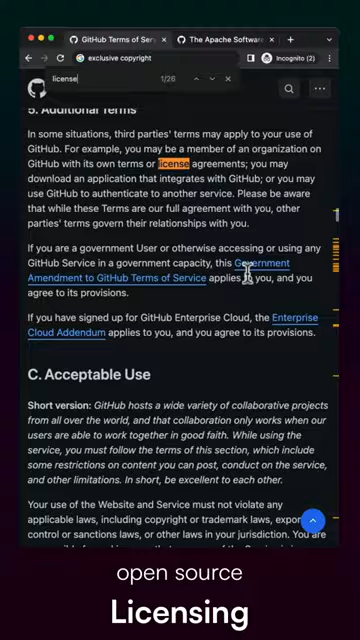 GitHub Terms of Serv
The Apache Software
exclusive copyright
Incognito (2)
license
1/26
5. Additional Terms
In some situations, third parties' terms may apply to your use of
GitHub. For example, you may be a member of an organization on
GitHub with its own terms or license agreements; you may
download an application that integrates with GitHub; or you may
use GitHub to authenticate to another service. Please be aware
that while these Terms are our full agreement with you, other
parties' terms govern their relationships with you.
If you are a government User or otherwise accessing or using any
GitHub Service in a government capacity, this Government
Amendment to GitHub Terms of Service applies to you, and you
agree to its provisions.
If you have signed up for GitHub Enterprise Cloud, the Enterprise
Cloud Addendum applies to you, and you agree to its provisions.
C. Acceptable Use
Short version: GitHub hosts a wide variety of collaborative projects
from all over the world, and that collaboration only works when
our users are able to work together in good faith. While using the
service, you must follow the terms of this section, which include
some restrictions on content you can post, conduct on the service,
and other limitations. In short, be excellent to each other.
Your use of the Website and Service must not violate any
applicable laws, including copyright or trademark laws, export
control or sanctions laws, or other laws in your jurisdiction. You are
open source
Licensing